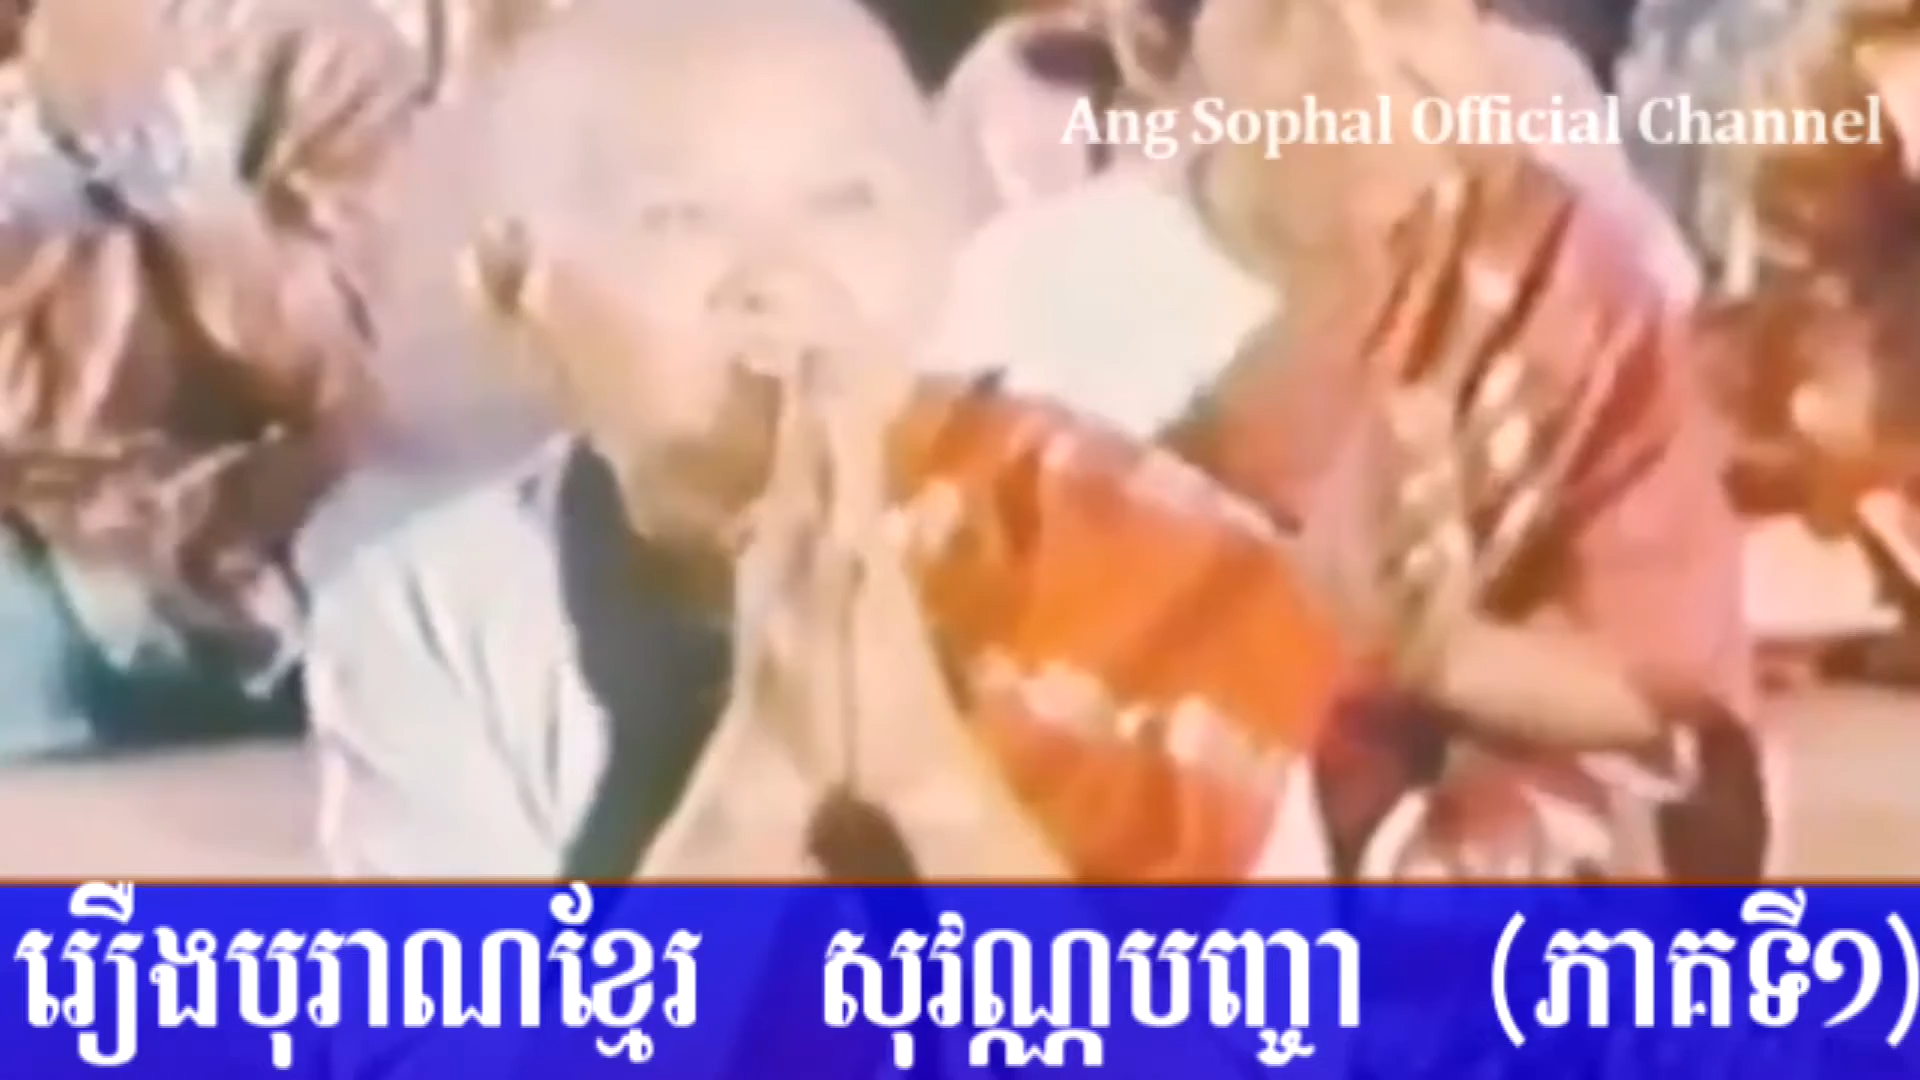 Ang Sophal Official Channel
រឿងបុរាណខ្មែរ សុវណ្ណបញ្ជា (ភាគទី១)